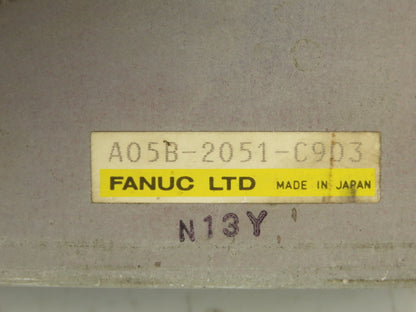 A05B-2051-C903
FANUC LTD MADE IN JAPAN
N13Y